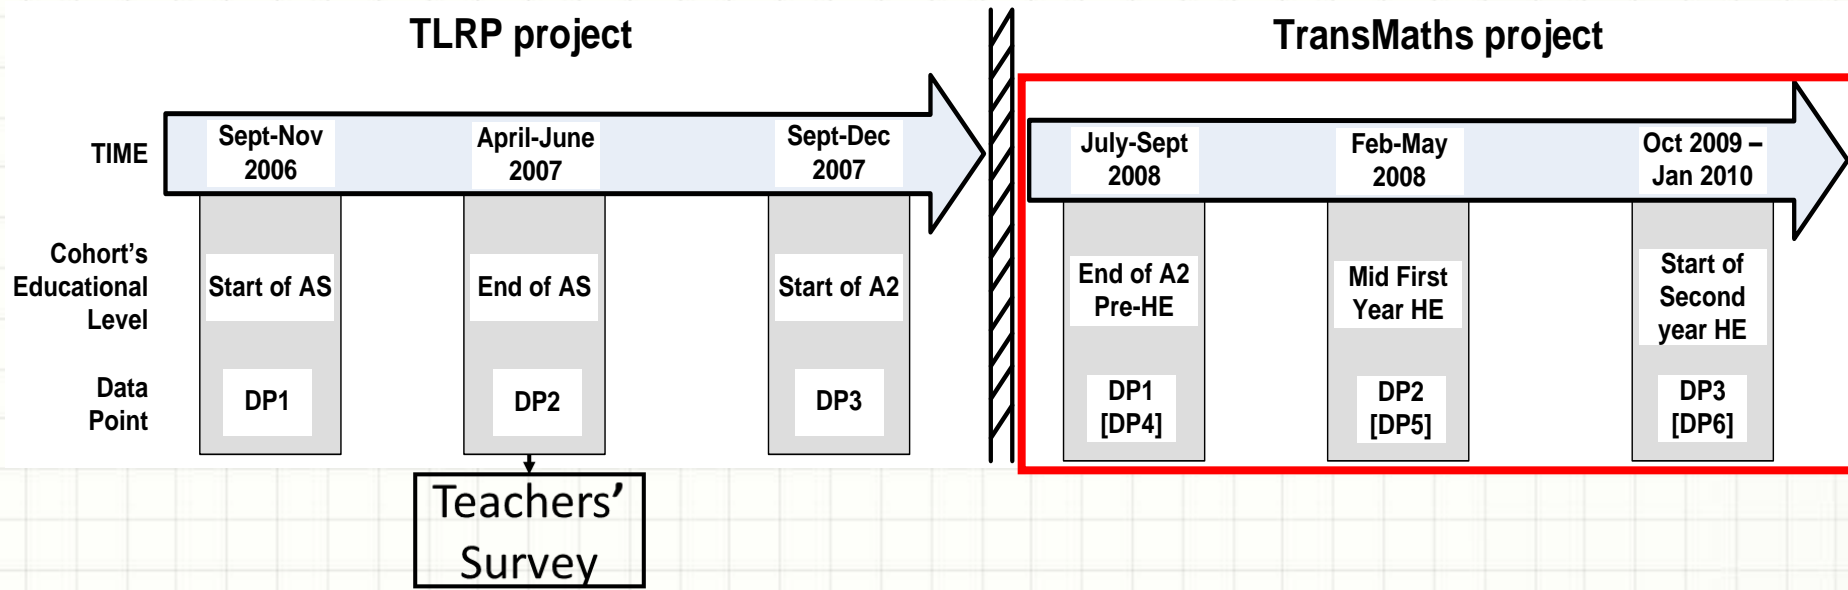 TLRP project
TransMaths project
TIME
Sept-Nov
2006
April-June
2007
Sept-Dec
2007
July-Sept
2008
Feb-May
2008
Oct 2009 –
Jan 2010
Cohort's
Educational
Level
Start of AS
End of AS
Start of A2
End of A2
Pre-HE
Mid First
Year HE
Start of
Second
year HE
Data
Point
DP1
DP2
DP3
DP1
[DP4]
DP2
[DP5]
DP3
[DP6]
Teachers'
Survey